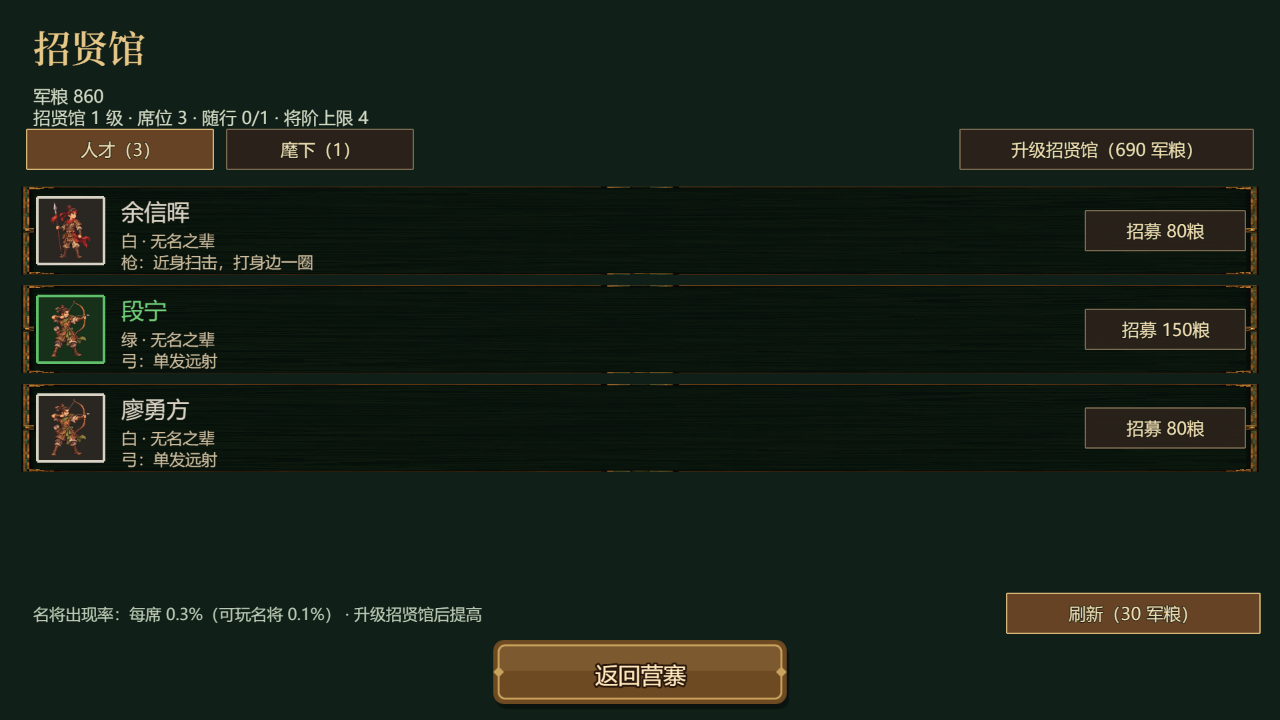 招贤馆
军粮 860
招贤馆 1 级 · 席位 3 · 随行 0/1 · 将阶上限 4
人才（3）
麾下（1）
升级招贤馆（690 军粮）
余信晖
白 · 无名之辈
枪：近身扫击，打身边一圈
招募 80粮
段宁
绿 · 无名之辈
弓：单发远射
招募 150粮
廖勇方
白 · 无名之辈
弓：单发远射
招募 80粮
名将出现率：每席 0.3%（可玩名将 0.1%） · 升级招贤馆后提高
刷新（30 军粮）
返回营寨